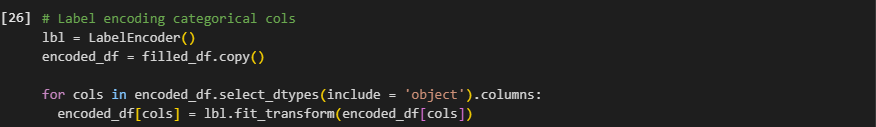 [26] # Label encoding categorical cols
lbl = LabelEncoder()
encoded_df = filled_df.copy()
for cols in encoded_df.select_dtypes(include = 'object').columns:
encoded_df[cols] = lbl.fit_transform(encoded_df[cols])